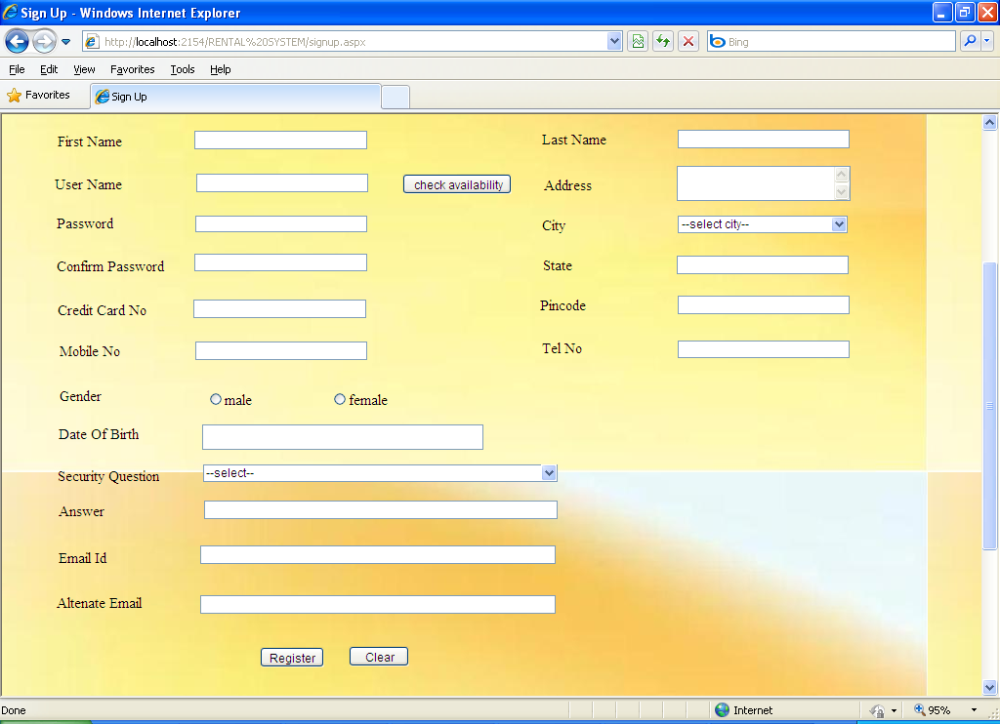 Sign Up - Windows Internet Explorer
http://localhost:2154/RENTAL%20SYSTEM/signup.aspx
Bing
File Edit View Favorites Tools Help
Favorites
Sign Up
First Name
Last Name
User Name
check availability
Address
Password
City
--select city--
Confirm Password
State
Credit Card No
Pincode
Mobile No
Tel No
Gender
male
female
Date Of Birth
Security Question
--select--
Answer
Email Id
Altenate Email
Register
Clear
Done
Internet
95%